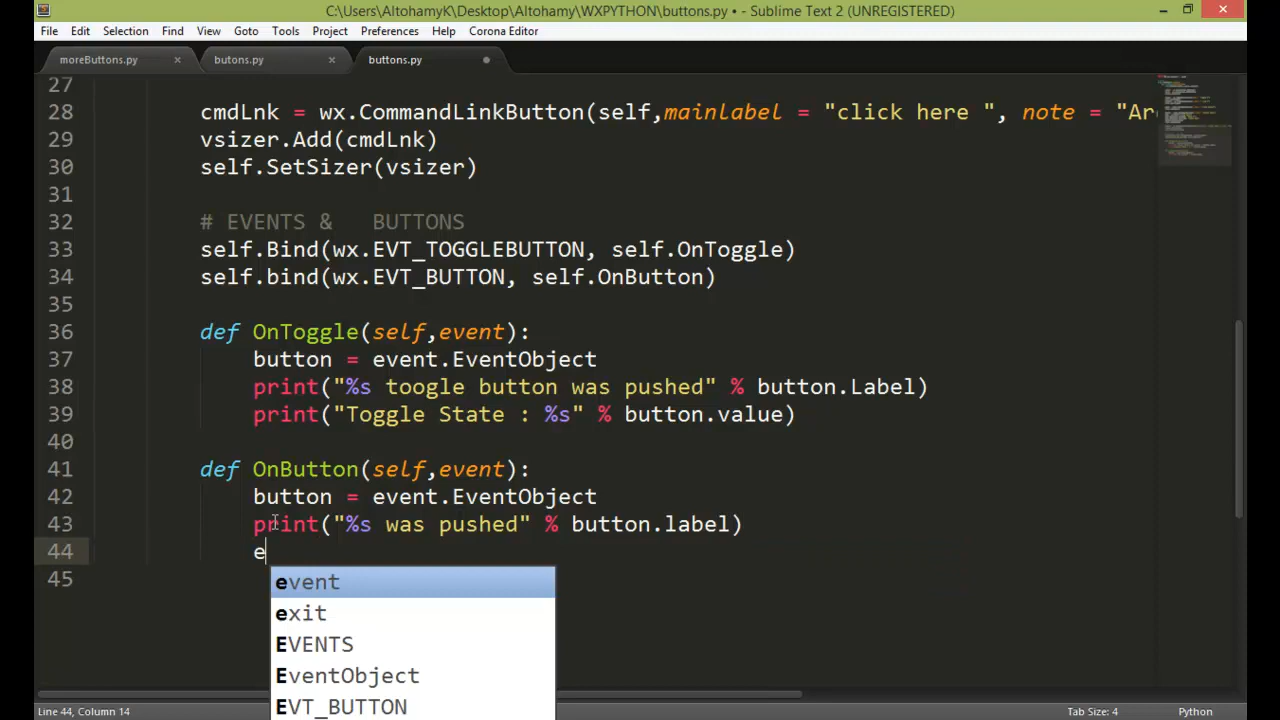 C:\Users\AltohamyK\Desktop\Altohamy\WXPYTHON\buttons.py • - Sublime Text 2 (UNREGISTERED)
File Edit Selection Find View Goto Tools Project Preferences Help Corona Editor
moreButtons.py × butons.py × buttons.py
27
28 cmdLnk = wx.CommandLinkButton(self,mainlabel = "click here ", note = "Ar
29 vsizer.Add(cmdLnk)
30 self.SetSizer(vsizer)
31
32 # EVENTS & BUTTONS
33 self.Bind(wx.EVT_TOGGLEBUTTON, self.OnToggle)
34 self.bind(wx.EVT_BUTTON, self.OnButton)
35
36 def OnToggle(self,event):
37 button = event.EventObject
38 print("%s toogle button was pushed" % button.Label)
39 print("Toggle State : %s" % button.value)
40
41 def OnButton(self,event):
42 button = event.EventObject
43 print("%s was pushed" % button.label)
44 e
45
event
exit
EVENTS
EventObject
EVT_BUTTON
Line 44, Column 14 Tab Size: 4 Python